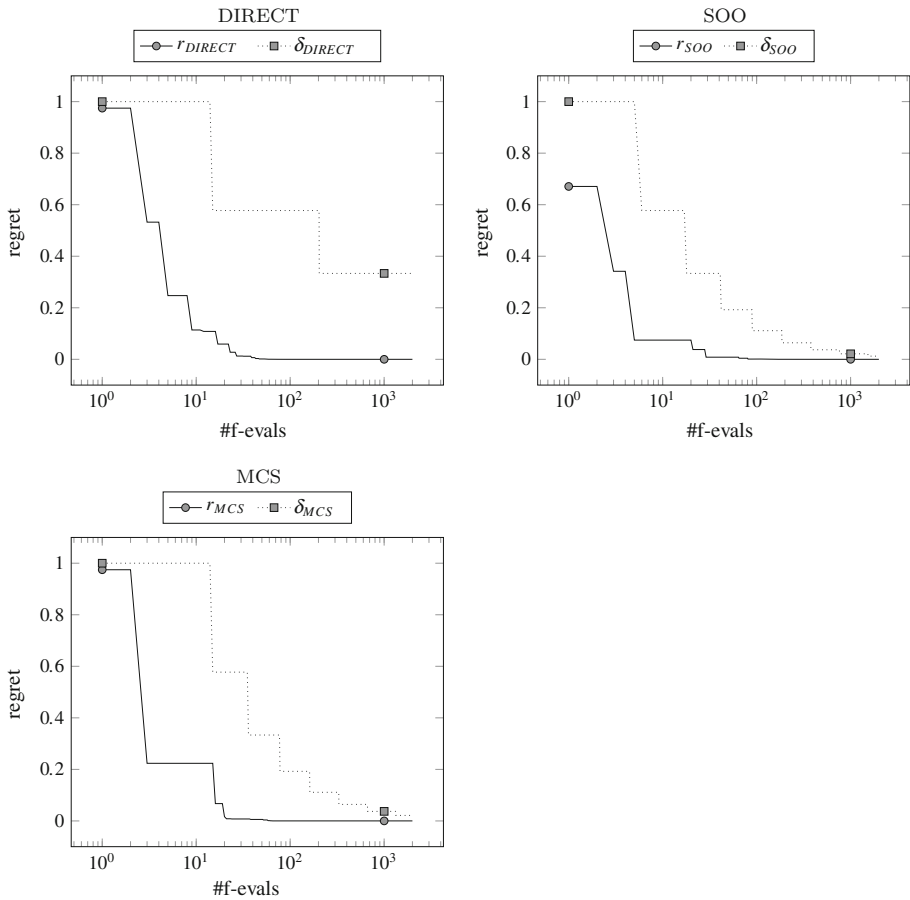 DIRECT
r_DIRECT δ_DIRECT
1
0.8
0.6
0.4
0.2
0
regret
10^0 10^1 10^2 10^3
#f-evals
SOO
r_SOO δ_SOO
1
0.8
0.6
0.4
0.2
0
regret
10^0 10^1 10^2 10^3
#f-evals
MCS
r_MCS δ_MCS
1
0.8
0.6
0.4
0.2
0
regret
10^0 10^1 10^2 10^3
#f-evals